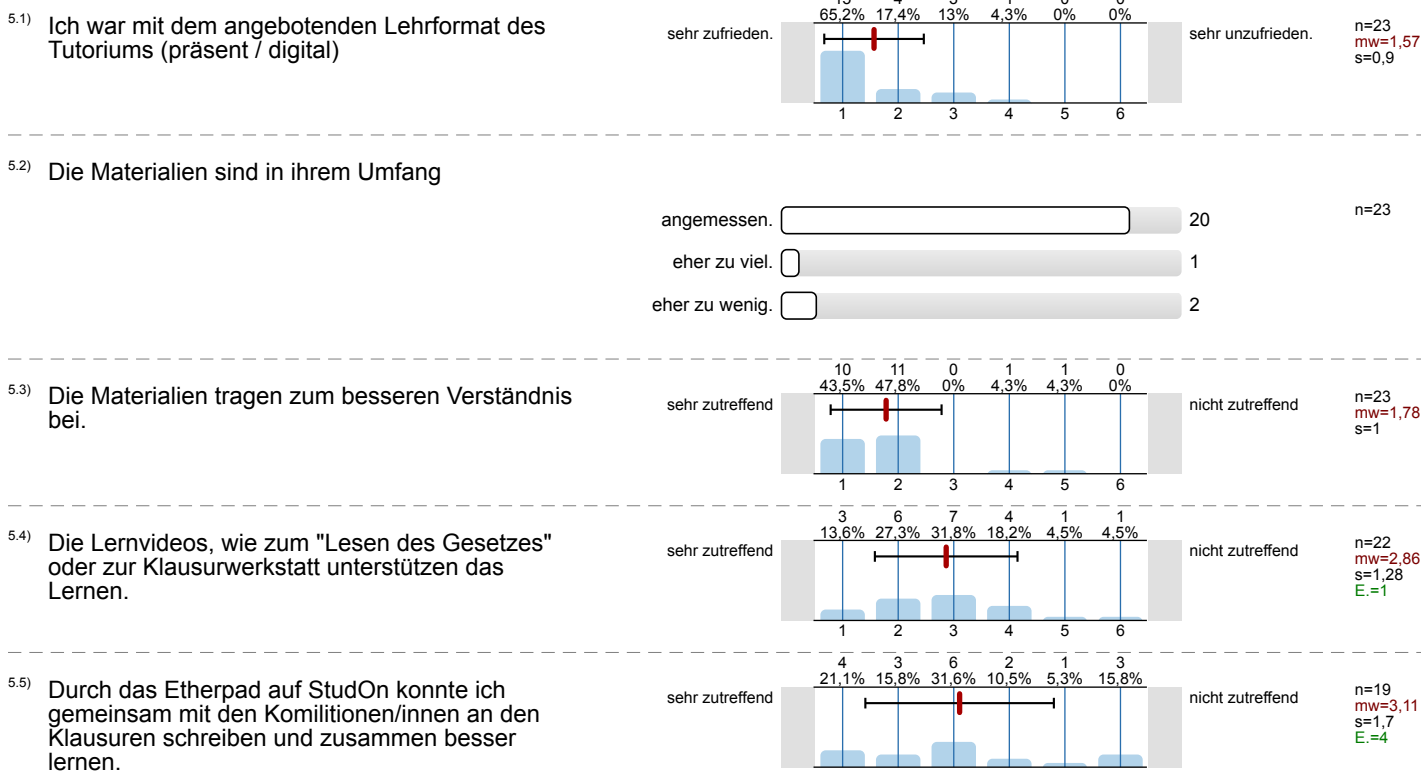 5.1) Ich war mit dem angebotenden Lehrformat des
Tutoriums (präsent / digital)
65,2% 17,4% 13% 4,3% 0% 0%
sehr zufrieden.
sehr unzufrieden.
n=23
mw=1,57
s=0,9
1 2 3 4 5 6
5.2) Die Materialien sind in ihrem Umfang
n=23
angemessen. 20
eher zu viel. 1
eher zu wenig. 2
5.3) Die Materialien tragen zum besseren Verständnis
bei.
10 11 0 1 1 0
43,5% 47,8% 0% 4,3% 4,3% 0%
sehr zutreffend
nicht zutreffend
n=23
mw=1,78
s=1
1 2 3 4 5 6
5.4) Die Lernvideos, wie zum "Lesen des Gesetzes"
oder zur Klausurwerkstatt unterstützen das
Lernen.
3 6 7 4 1 1
13,6% 27,3% 31,8% 18,2% 4,5% 4,5%
sehr zutreffend
nicht zutreffend
n=22
mw=2,86
s=1,28
E.=1
1 2 3 4 5 6
5.5) Durch das Etherpad auf StudOn konnte ich
gemeinsam mit den Komilitionen/innen an den
Klausuren schreiben und zusammen besser
lernen.
4 3 6 2 1 3
21,1% 15,8% 31,6% 10,5% 5,3% 15,8%
sehr zutreffend
nicht zutreffend
n=19
mw=3,11
s=1,7
E.=4